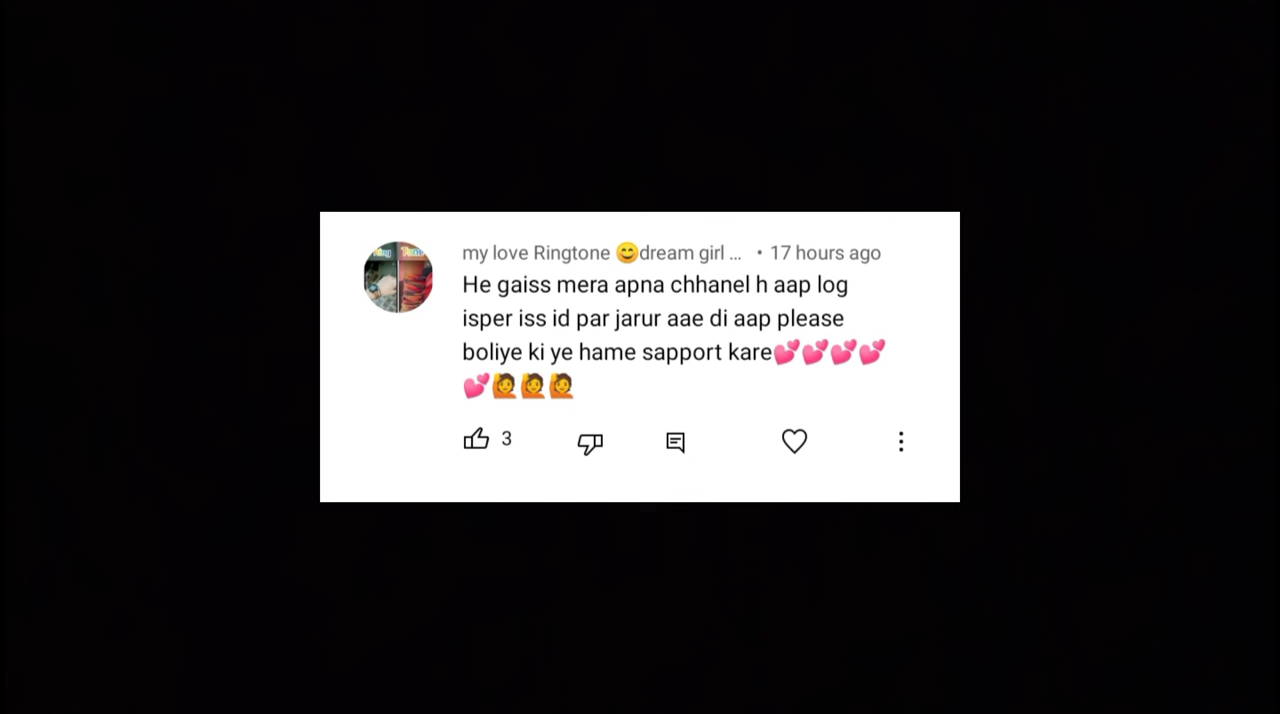 my love Ringtone 😊dream girl ... • 17 hours ago
He gaiss mera apna chhanel h aap log
isper iss id par jarur aae di aap please
boliye ki ye hame sapport kare💕💕💕💕
💕🙋🙋🙋
3